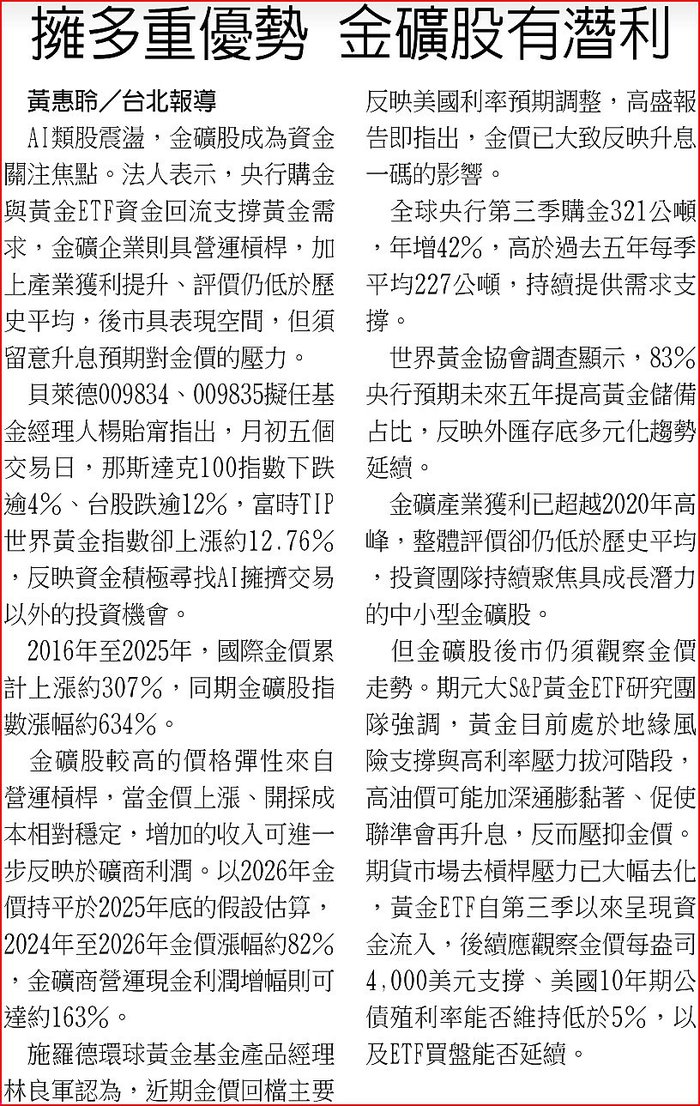 擁多重優勢 金礦股有潛利
黃惠聆／台北報導
AI類股震盪，金礦股成為資金
關注焦點。法人表示，央行購金
與黃金ETF資金回流支撐黃金需
求，金礦企業則具營運槓桿，加
上產業獲利提升、評價仍低於歷
史平均，後市具表現空間，但須
留意升息預期對金價的壓力。
貝萊德009834、009835擬任基
金經理人楊貽甯指出，月初五個
交易日，那斯達克100指數下跌
逾4%、台股跌逾12%，富時TIP
世界黃金指數卻上漲約12.76%
，反映資金積極尋找AI擁擠交易
以外的投資機會。
2016年至2025年，國際金價累
計上漲約307%，同期金礦股指
數漲幅約634%。
金礦股較高的價格彈性來自
營運槓桿，當金價上漲、開採成
本相對穩定，增加的收入可進一
步反映於礦商利潤。以2026年金
價持平於2025年底的假設估算，
2024年至2026年金價漲幅約82%
，金礦商營運現金利潤增幅則可
達約163%。
施羅德環球黃金基金產品經理
林良軍認為，近期金價回檔主要
反映美國利率預期調整，高盛報
告即指出，金價已大致反映升息
一碼的影響。
全球央行第三季購金321公噸
，年增42%，高於過去五年每季
平均227公噸，持續提供需求支
撐。
世界黃金協會調查顯示，83%
央行預期未來五年提高黃金儲備
占比，反映外匯存底多元化趨勢
延續。
金礦產業獲利已超越2020年高
峰，整體評價卻仍低於歷史平均
，投資團隊持續聚焦具成長潛力
的中小型金礦股。
但金礦股後市仍須觀察金價
走勢。期元大S&P黃金ETF研究團
隊強調，黃金目前處於地緣風
險支撐與高利率壓力拔河階段，
高油價可能加深通膨黏著、促使
聯準會再升息，反而壓抑金價。
期貨市場去槓桿壓力已大幅去化
，黃金ETF自第三季以來呈現資
金流入，後續應觀察金價每盎司
4,000美元支撐、美國10年期公
債殖利率能否維持低於5%，以
及ETF買盤能否延續。